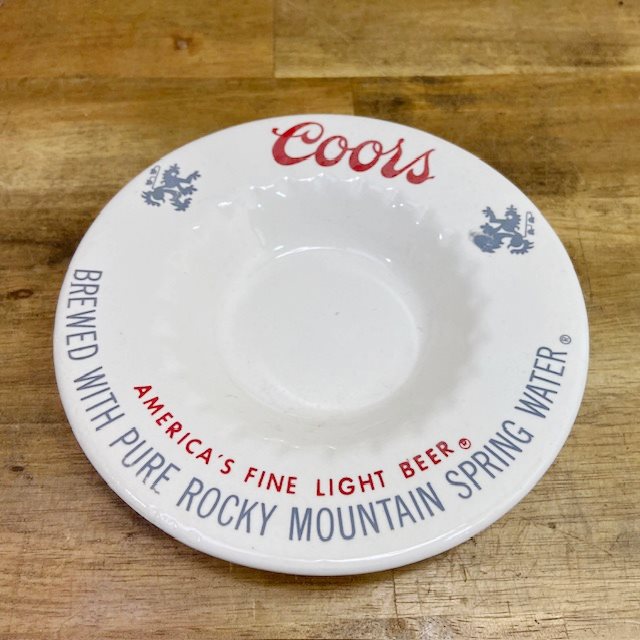 Coors
AMERICA'S FINE LIGHT BEER®
BREWED WITH PURE ROCKY MOUNTAIN SPRING WATER®